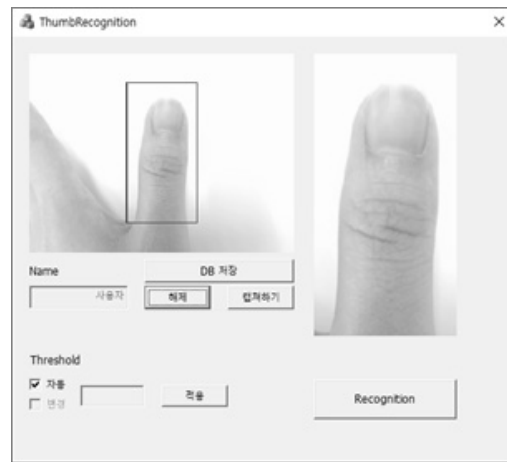 ThumbRecognition
Name
DB 저장
사용자
해제
캡쳐하기
Threshold
자동
변경
적용
Recognition